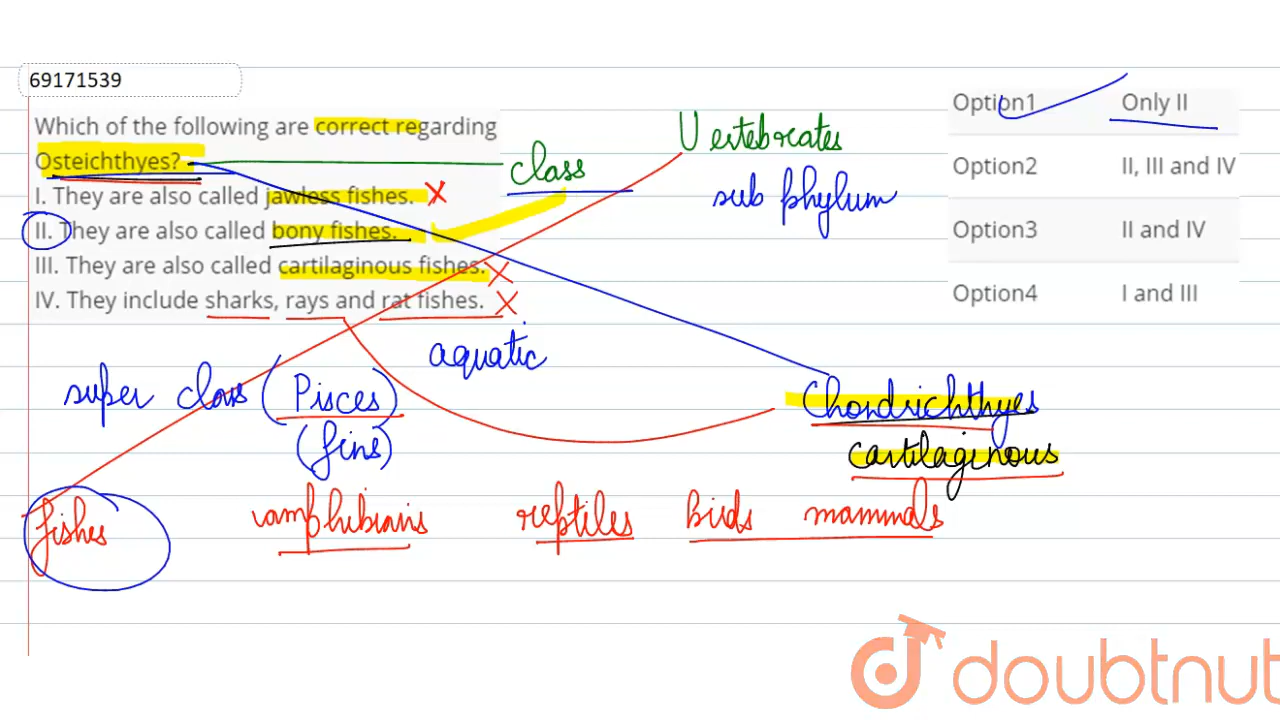 69171539
Which of the following are correct regarding
Osteichthyes?
I. They are also called jawless fishes.
II. They are also called bony fishes.
III. They are also called cartilaginous fishes.
IV. They include sharks, rays and rat fishes.
class
Vertebrates
sub phylum
Option1 Only II
Option2 II, III and IV
Option3 II and IV
Option4 I and III
aquatic
super class (Pisces)
(fins)
Chondrichthyes
cartilaginous
fishes amphibians reptiles Birds mammals
doubtnut